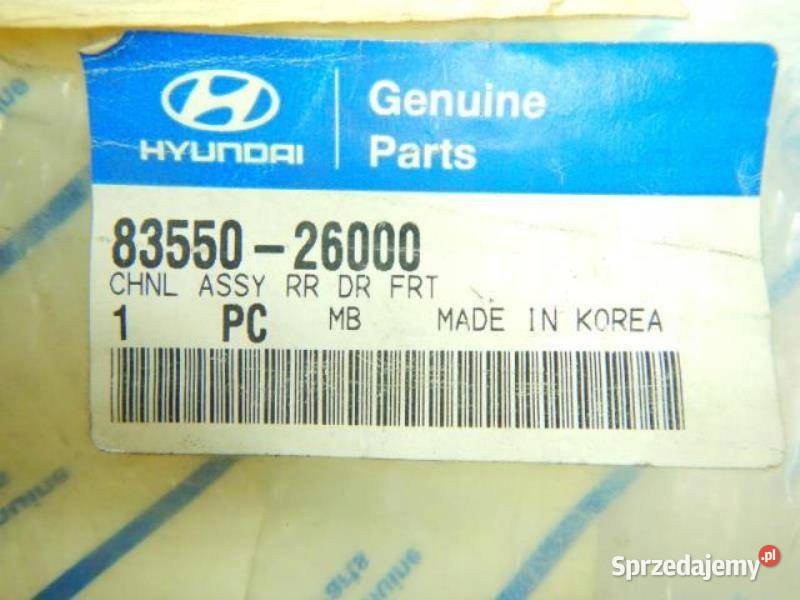 HYUNDAI
Genuine
Parts
83550-26000
CHNL ASSY RR DR FRT
1 PC MB MADE IN KOREA
Sprzedajemy.pl